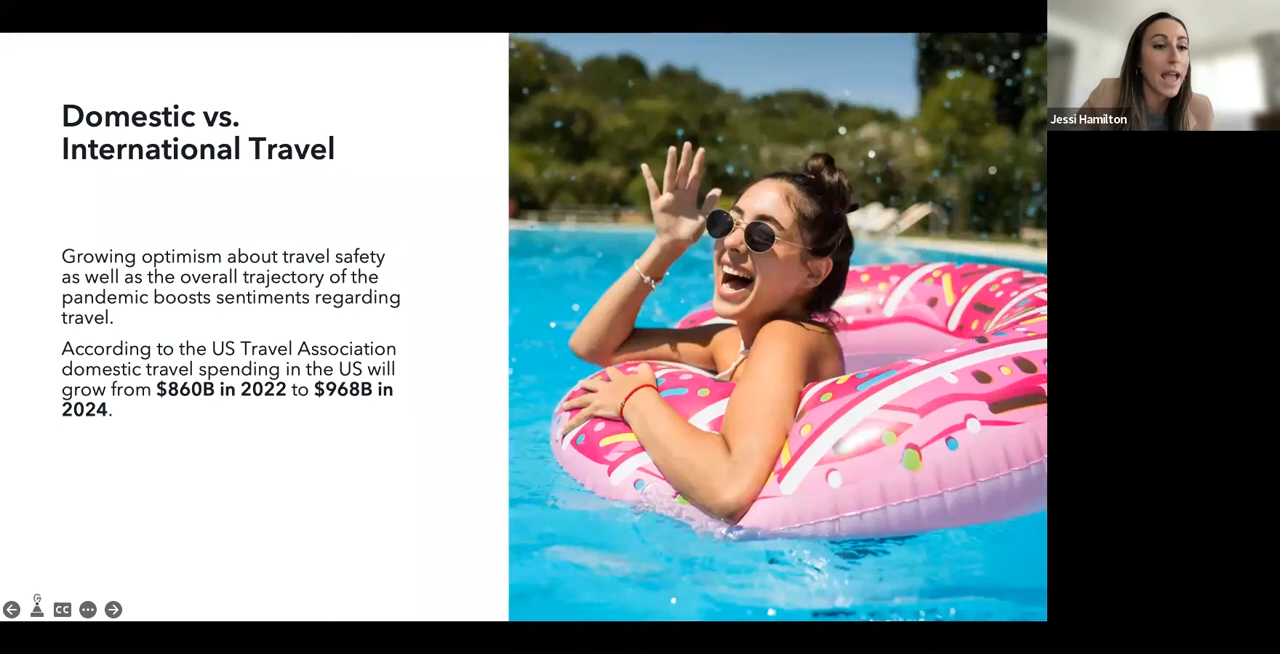 Domestic vs.
International Travel
Growing optimism about travel safety
as well as the overall trajectory of the
pandemic boosts sentiments regarding
travel.
According to the US Travel Association
domestic travel spending in the US will
grow from $860B in 2022 to $968B in
2024.
CC
Jessi Hamilton